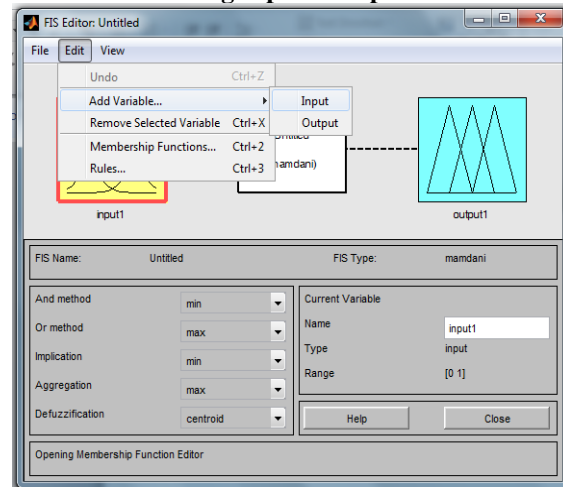 FIS Editor: Untitled
File Edit View
Undo Ctrl+Z
Add Variable... Input
Remove Selected Variable Ctrl+X Output
Membership Functions... Ctrl+2
Rules... Ctrl+3
input1 output1
FIS Name: Untitled FIS Type: mamdani
And method min
Or method max
Implication min
Aggregation max
Defuzzification centroid
Current Variable
Name input1
Type input
Range [0 1]
Help Close
Opening Membership Function Editor